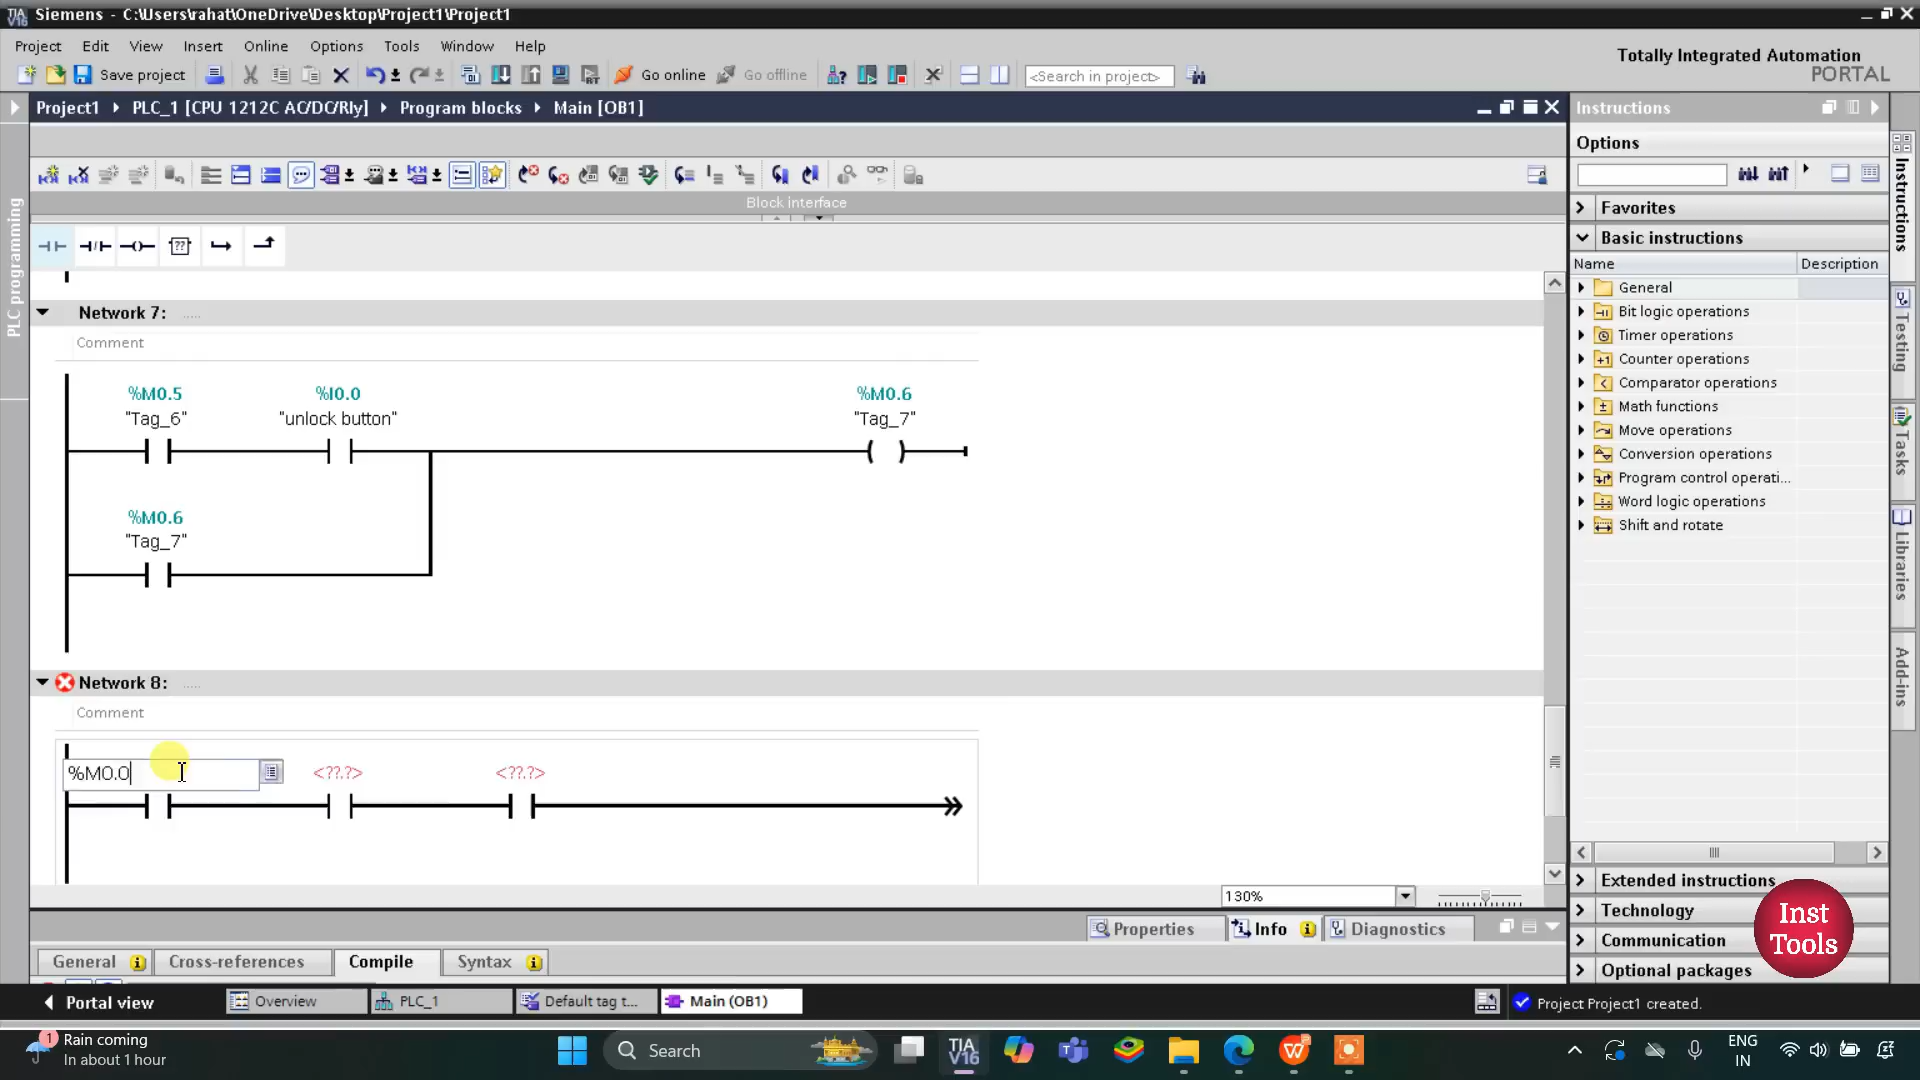 Siemens - C:\Users\rahat\OneDrive\Desktop\Project1\Project1
Project Edit View Insert Online Options Tools Window Help
Totally Integrated Automation
PORTAL
Save project
Go online
Go offline
<Search in project>
Project1 PLC_1 [CPU 1212C AC/DC/Rly] Program blocks Main [OB1]
Instructions
Options
Block interface
PLC programming
Favorites
Basic instructions
Name Description
General
Bit logic operations
Timer operations
Counter operations
Comparator operations
Math functions
Move operations
Conversion operations
Program control operati...
Word logic operations
Shift and rotate
Extended instructions
Technology
Communication
Optional packages
Instructions
Testing
Tasks
Libraries
Add-ins
??
Network 7: .....
Comment
%M0.5 %I0.0 %M0.6
"Tag_6" "unlock button" "Tag_7"
%M0.6
"Tag_7"
Network 8: .....
Comment
%M0.0 <??.?> <??.?>
130%
Inst
Tools
Properties Info Diagnostics
General Cross-references Compile Syntax
Portal view Overview PLC_1 Default tag t... Main (OB1)
Project Project1 created.
1
Rain coming
In about 1 hour
Search
TIA
V16
ENG
IN